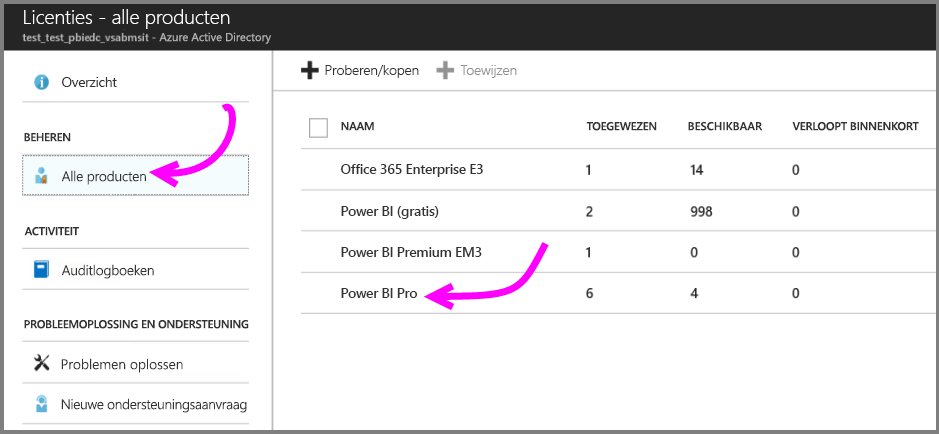 Licenties - alle producten
test_test_pbiedc_vsabmsit - Azure Active Directory
Overzicht
BEHEREN
Alle producten
ACTIVITEIT
Auditlogboeken
PROBLEEMOPLOSSING EN ONDERSTEUNING
Problemen oplossen
Nieuwe ondersteuningsaanvraag
Proberen/kopen Toewijzen
NAAM TOEGEWEZEN BESCHIKBAAR VERLOOPT BINNENKORT
Office 365 Enterprise E3 1 14 0
Power BI (gratis) 2 998 0
Power BI Premium EM3 1 0 0
Power BI Pro 6 4 0